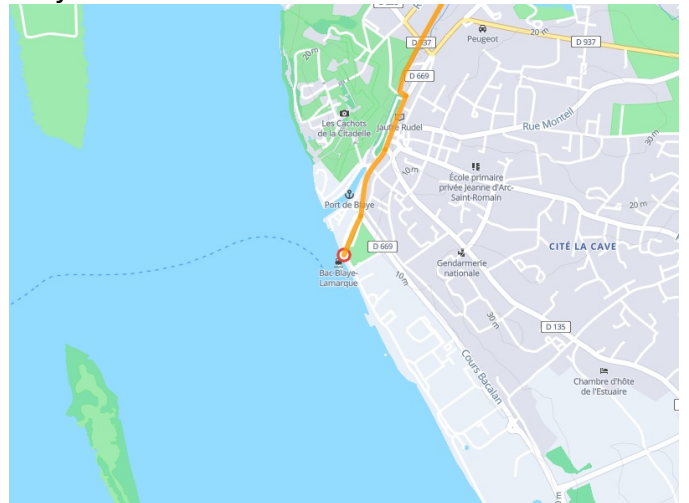 D 937
Peugeot
20 m
D 937
20 m
D 669
Les Cachots
de la Citadelle
Jaufre Rudel
Rue Monteil
30 m
10 m
École primaire
privée Jeanne d'Arc-
Saint-Romain
Port de Blaye
20 m
D 669
CITÉ LA CAVE
Gendarmerie
nationale
Bac Blaye-
Lamarque
10 m
30 m
D 135
Cours Bacalan
Chambre d'hôte
de l'Estuaire